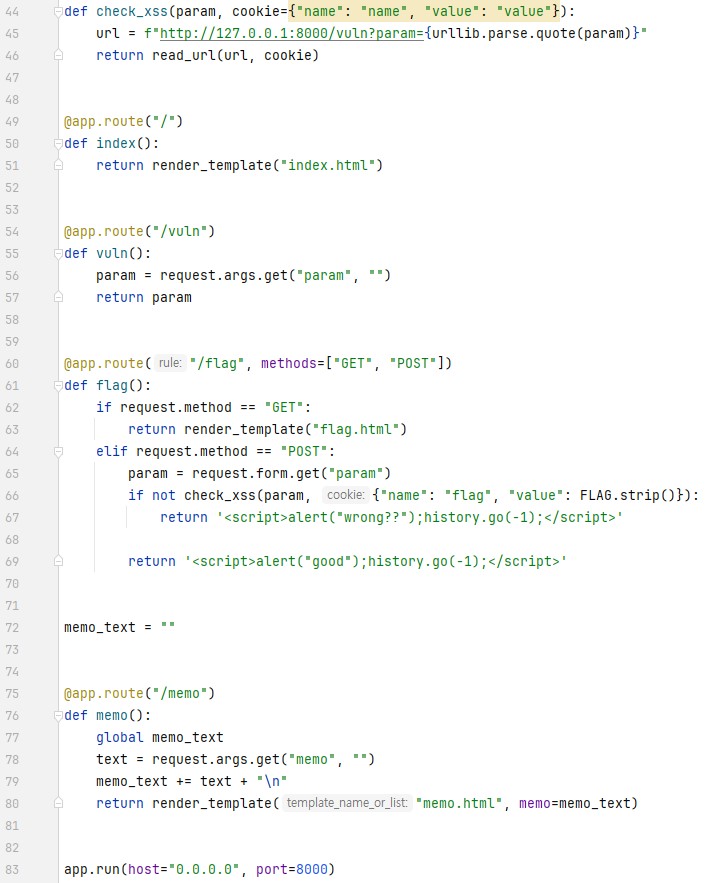 44 def check_xss(param, cookie={"name": "name", "value": "value"}):
45     url = f"http://127.0.0.1:8000/vuln?param={urllib.parse.quote(param)}"
46     return read_url(url, cookie)
47
48
49 @app.route("/")
50 def index():
51     return render_template("index.html")
52
53
54 @app.route("/vuln")
55 def vuln():
56     param = request.args.get("param", "")
57     return param
58
59
60 @app.route( rule: "/flag", methods=["GET", "POST"])
61 def flag():
62     if request.method == "GET":
63         return render_template("flag.html")
64     elif request.method == "POST":
65         param = request.form.get("param")
66         if not check_xss(param, cookie: {"name": "flag", "value": FLAG.strip()}):
67             return '<script>alert("wrong??");history.go(-1);</script>'
68
69         return '<script>alert("good");history.go(-1);</script>'
70
71
72 memo_text = ""
73
74
75 @app.route("/memo")
76 def memo():
77     global memo_text
78     text = request.args.get("memo", "")
79     memo_text += text + "\n"
80     return render_template( template_name_or_list: "memo.html", memo=memo_text)
81
82
83 app.run(host="0.0.0.0", port=8000)